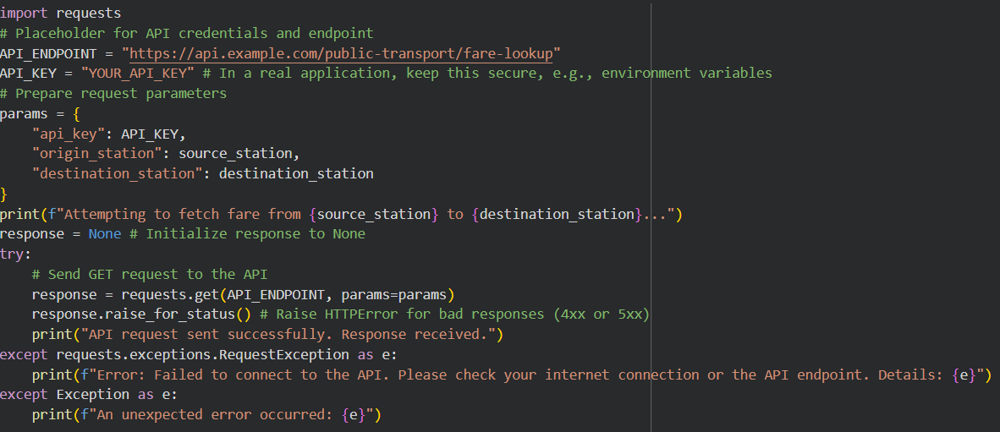 import requests
# Placeholder for API credentials and endpoint
API_ENDPOINT = "https://api.example.com/public-transport/fare-lookup"
API_KEY = "YOUR_API_KEY" # In a real application, keep this secure, e.g., environment variables
# Prepare request parameters
params = {
    "api_key": API_KEY,
    "origin_station": source_station,
    "destination_station": destination_station
}
print(f"Attempting to fetch fare from {source_station} to {destination_station}...")
response = None # Initialize response to None
try:
    # Send GET request to the API
    response = requests.get(API_ENDPOINT, params=params)
    response.raise_for_status() # Raise HTTPError for bad responses (4xx or 5xx)
    print("API request sent successfully. Response received.")
except requests.exceptions.RequestException as e:
    print(f"Error: Failed to connect to the API. Please check your internet connection or the API endpoint. Details: {e}")
except Exception as e:
    print(f"An unexpected error occurred: {e}")